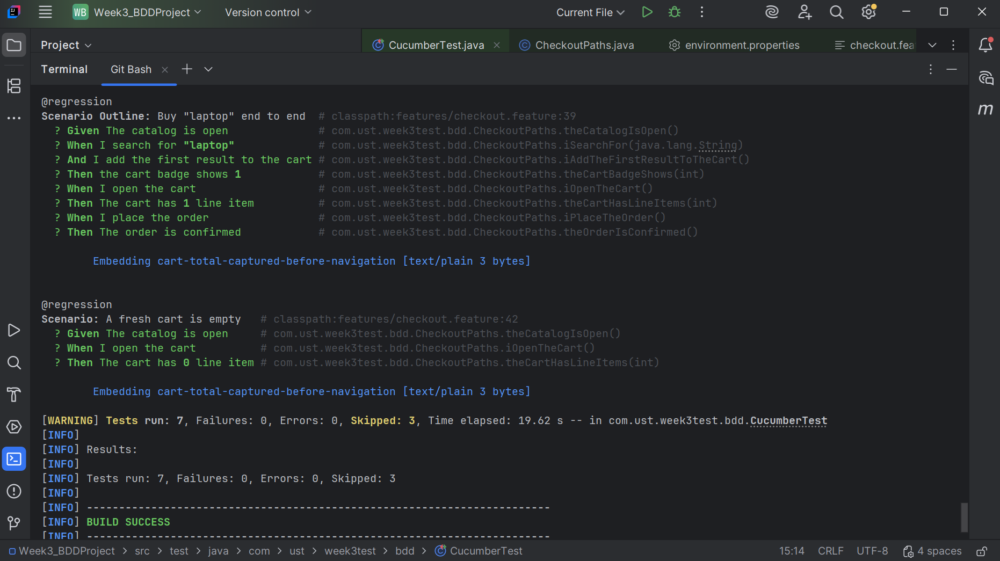 WB Week3_BDDProject Version control Current File
Project
CucumberTest.java CheckoutPaths.java environment.properties checkout.fea
Terminal Git Bash
@regression
Scenario Outline: Buy "laptop" end to end # classpath:features/checkout.feature:39
? Given The catalog is open # com.ust.week3test.bdd.CheckoutPaths.theCatalogIsOpen()
? When I search for "laptop" # com.ust.week3test.bdd.CheckoutPaths.iSearchFor(java.lang.String)
? And I add the first result to the cart # com.ust.week3test.bdd.CheckoutPaths.iAddTheFirstResultToTheCart()
? Then the cart badge shows 1 # com.ust.week3test.bdd.CheckoutPaths.theCartBadgeShows(int)
? When I open the cart # com.ust.week3test.bdd.CheckoutPaths.iOpenTheCart()
? Then The cart has 1 line item # com.ust.week3test.bdd.CheckoutPaths.theCartHasLineItems(int)
? When I place the order # com.ust.week3test.bdd.CheckoutPaths.iPlaceTheOrder()
? Then The order is confirmed # com.ust.week3test.bdd.CheckoutPaths.theOrderIsConfirmed()
Embedding cart-total-captured-before-navigation [text/plain 3 bytes]
@regression
Scenario: A fresh cart is empty # classpath:features/checkout.feature:42
? Given The catalog is open # com.ust.week3test.bdd.CheckoutPaths.theCatalogIsOpen()
? When I open the cart # com.ust.week3test.bdd.CheckoutPaths.iOpenTheCart()
? Then The cart has 0 line item # com.ust.week3test.bdd.CheckoutPaths.theCartHasLineItems(int)
Embedding cart-total-captured-before-navigation [text/plain 3 bytes]
[WARNING] Tests run: 7, Failures: 0, Errors: 0, Skipped: 3, Time elapsed: 19.62 s -- in com.ust.week3test.bdd.CucumberTest
[INFO]
[INFO] Results:
[INFO]
[INFO] Tests run: 7, Failures: 0, Errors: 0, Skipped: 3
[INFO]
[INFO] ------------------------------------------------------------------------
[INFO] BUILD SUCCESS
[INFO] ------------------------------------------------------------------------
Week3_BDDProject > src > test > java > com > ust > week3test > bdd > CucumberTest 15:14 CRLF UTF-8 4 spaces